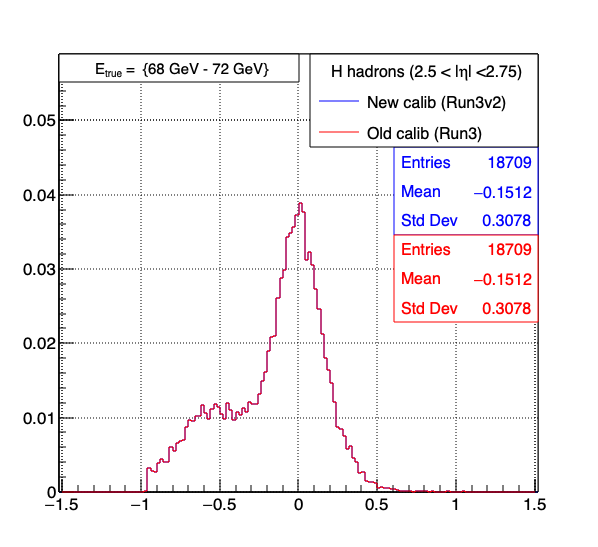 E_true = {68 GeV - 72 GeV}
H hadrons (2.5 < |η| <2.75)
New calib (Run3v2)
Old calib (Run3)
Entries 18709
Mean −0.1512
Std Dev 0.3078
Entries 18709
Mean −0.1512
Std Dev 0.3078
0.05
0.04
0.03
0.02
0.01
0
−1.5 −1 −0.5 0 0.5 1 1.5